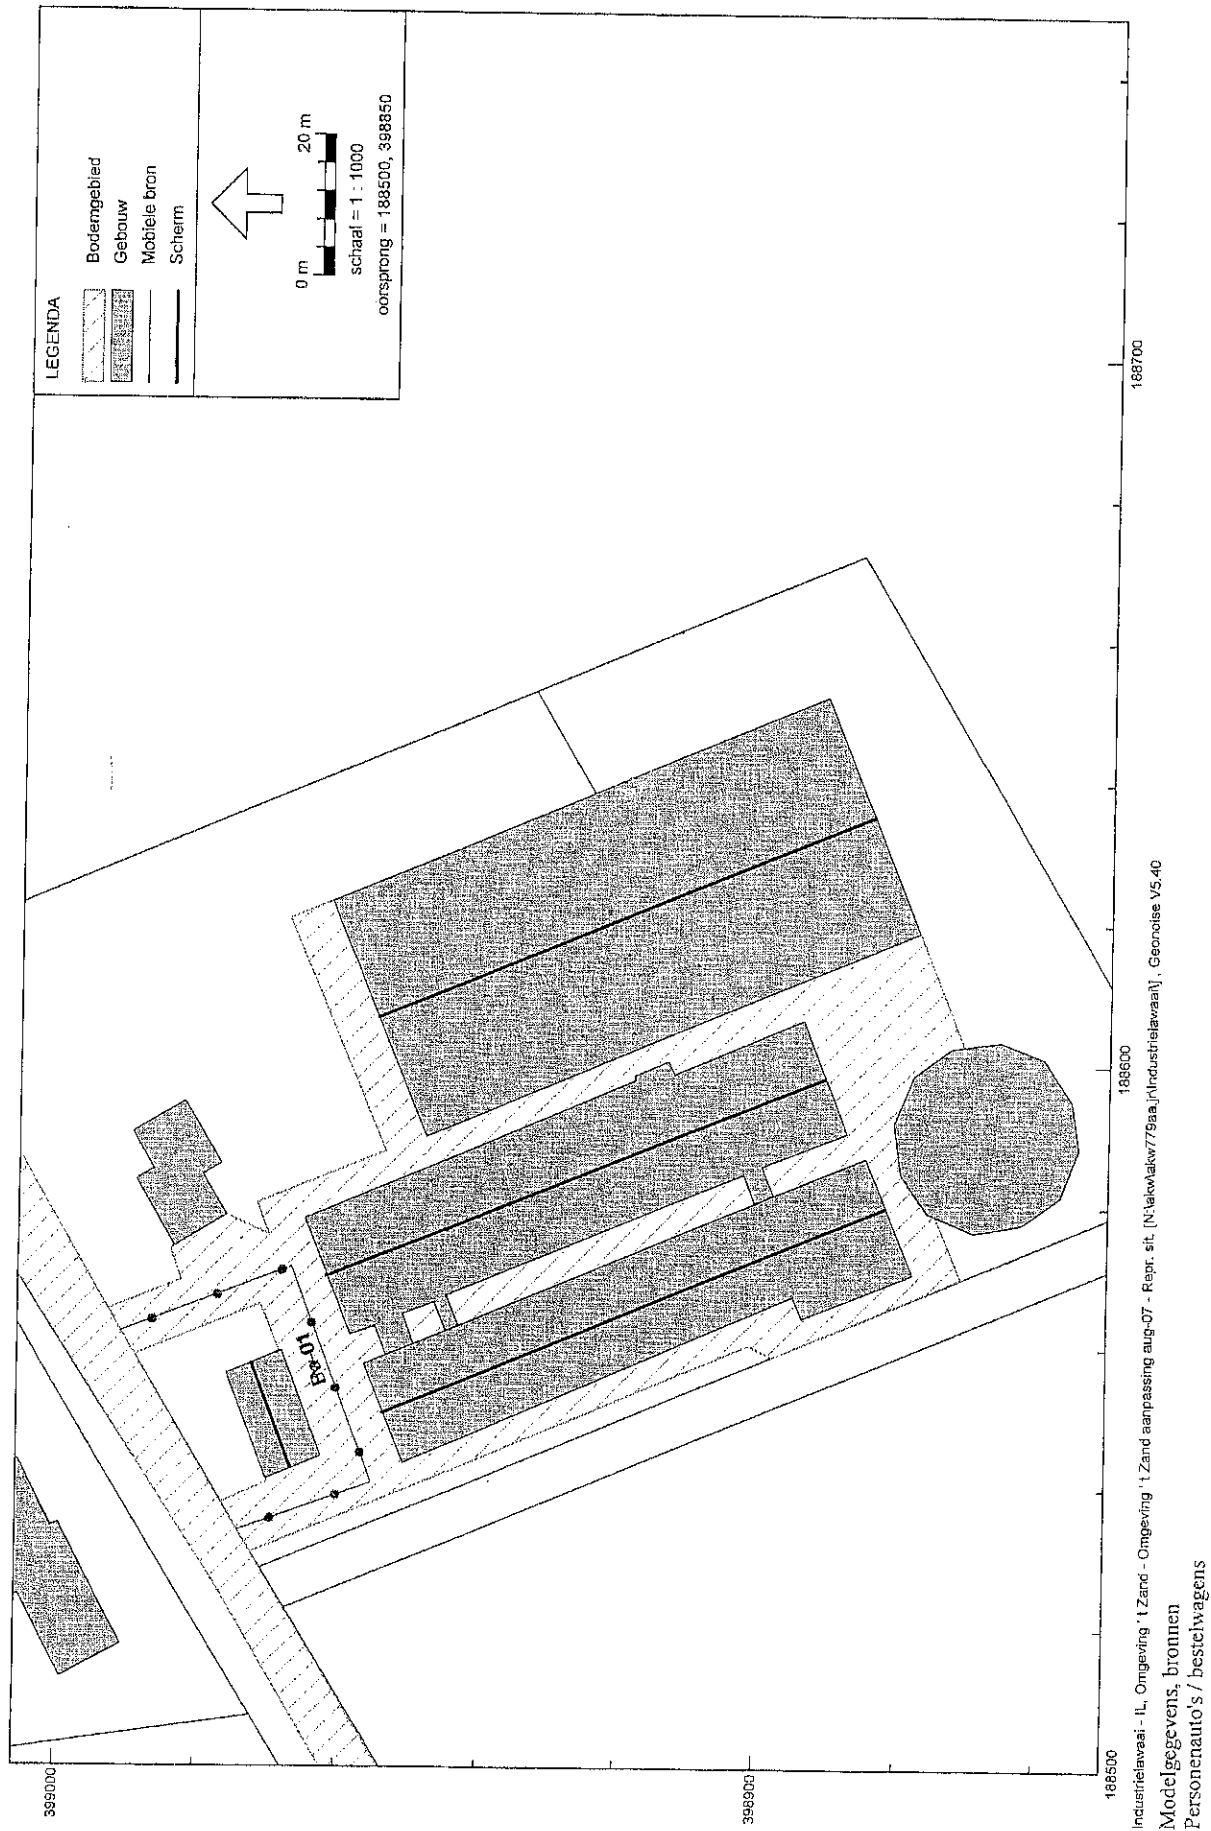 LEGENDA
Bodemgebied
Gebouw
Mobiele bron
Scherm
0 m
20 m
schaal = 1 : 1000
oorsprong = 188500, 398850
399000
398900
188500
188600
188700
Industrielawaai - IL, Omgeving 't Zand - Omgeving 't Zand aanpassing aug-07 - Repr. sit. [N:\akw\akw779aa.jri\Industrielawaai\] , Geonoise V5.40
Modelgegevens, bronnen
Personenauto's / bestelwagens